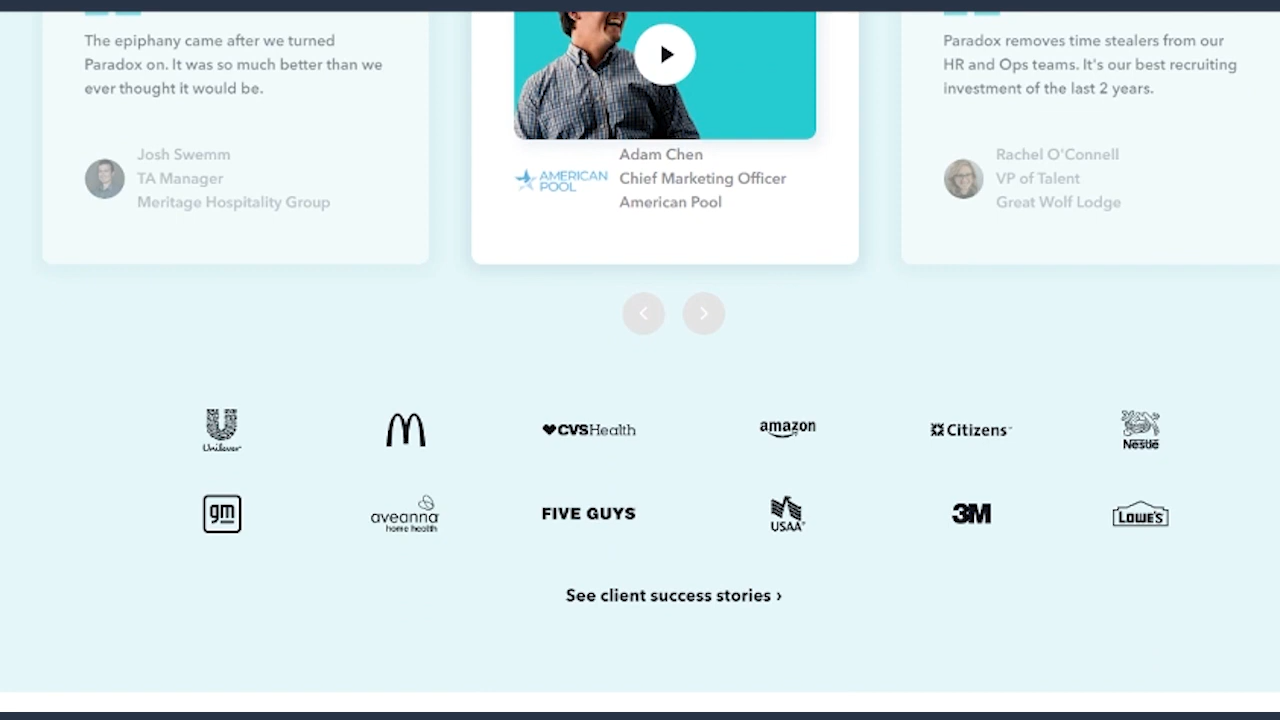 The epiphany came after we turned
Paradox on. It was so much better than we
ever thought it would be.
Josh Swemm
TA Manager
Meritage Hospitality Group
AMERICAN
POOL
Adam Chen
Chief Marketing Officer
American Pool
Paradox removes time stealers from our
HR and Ops teams. It's our best recruiting
investment of the last 2 years.
Rachel O'Connell
VP of Talent
Great Wolf Lodge
Unilever
CVSHealth
amazon
Citizens™
Nestlé
gm
aveanna
home health
FIVE GUYS
USAA®
3M
LOWE'S
See client success stories ›